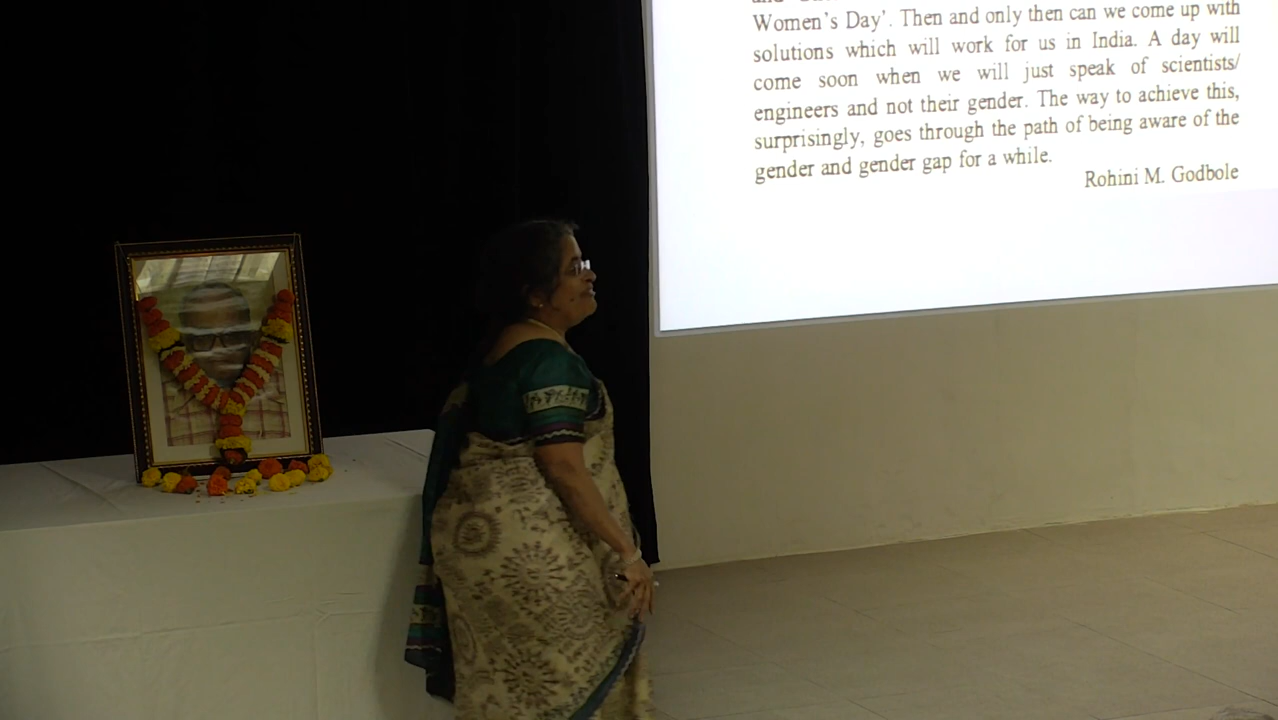 Women's Day'. Then and only then can we come up with
solutions which will work for us in India. A day will
come soon when we will just speak of scientists/
engineers and not their gender. The way to achieve this,
surprisingly, goes through the path of being aware of the
gender and gender gap for a while.
Rohini M. Godbole